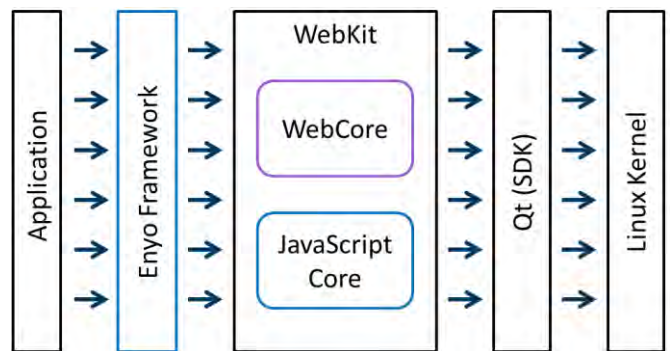 Application
Enyo Framework
WebKit
WebCore
JavaScript
Core
Qt (SDK)
Linux Kernel